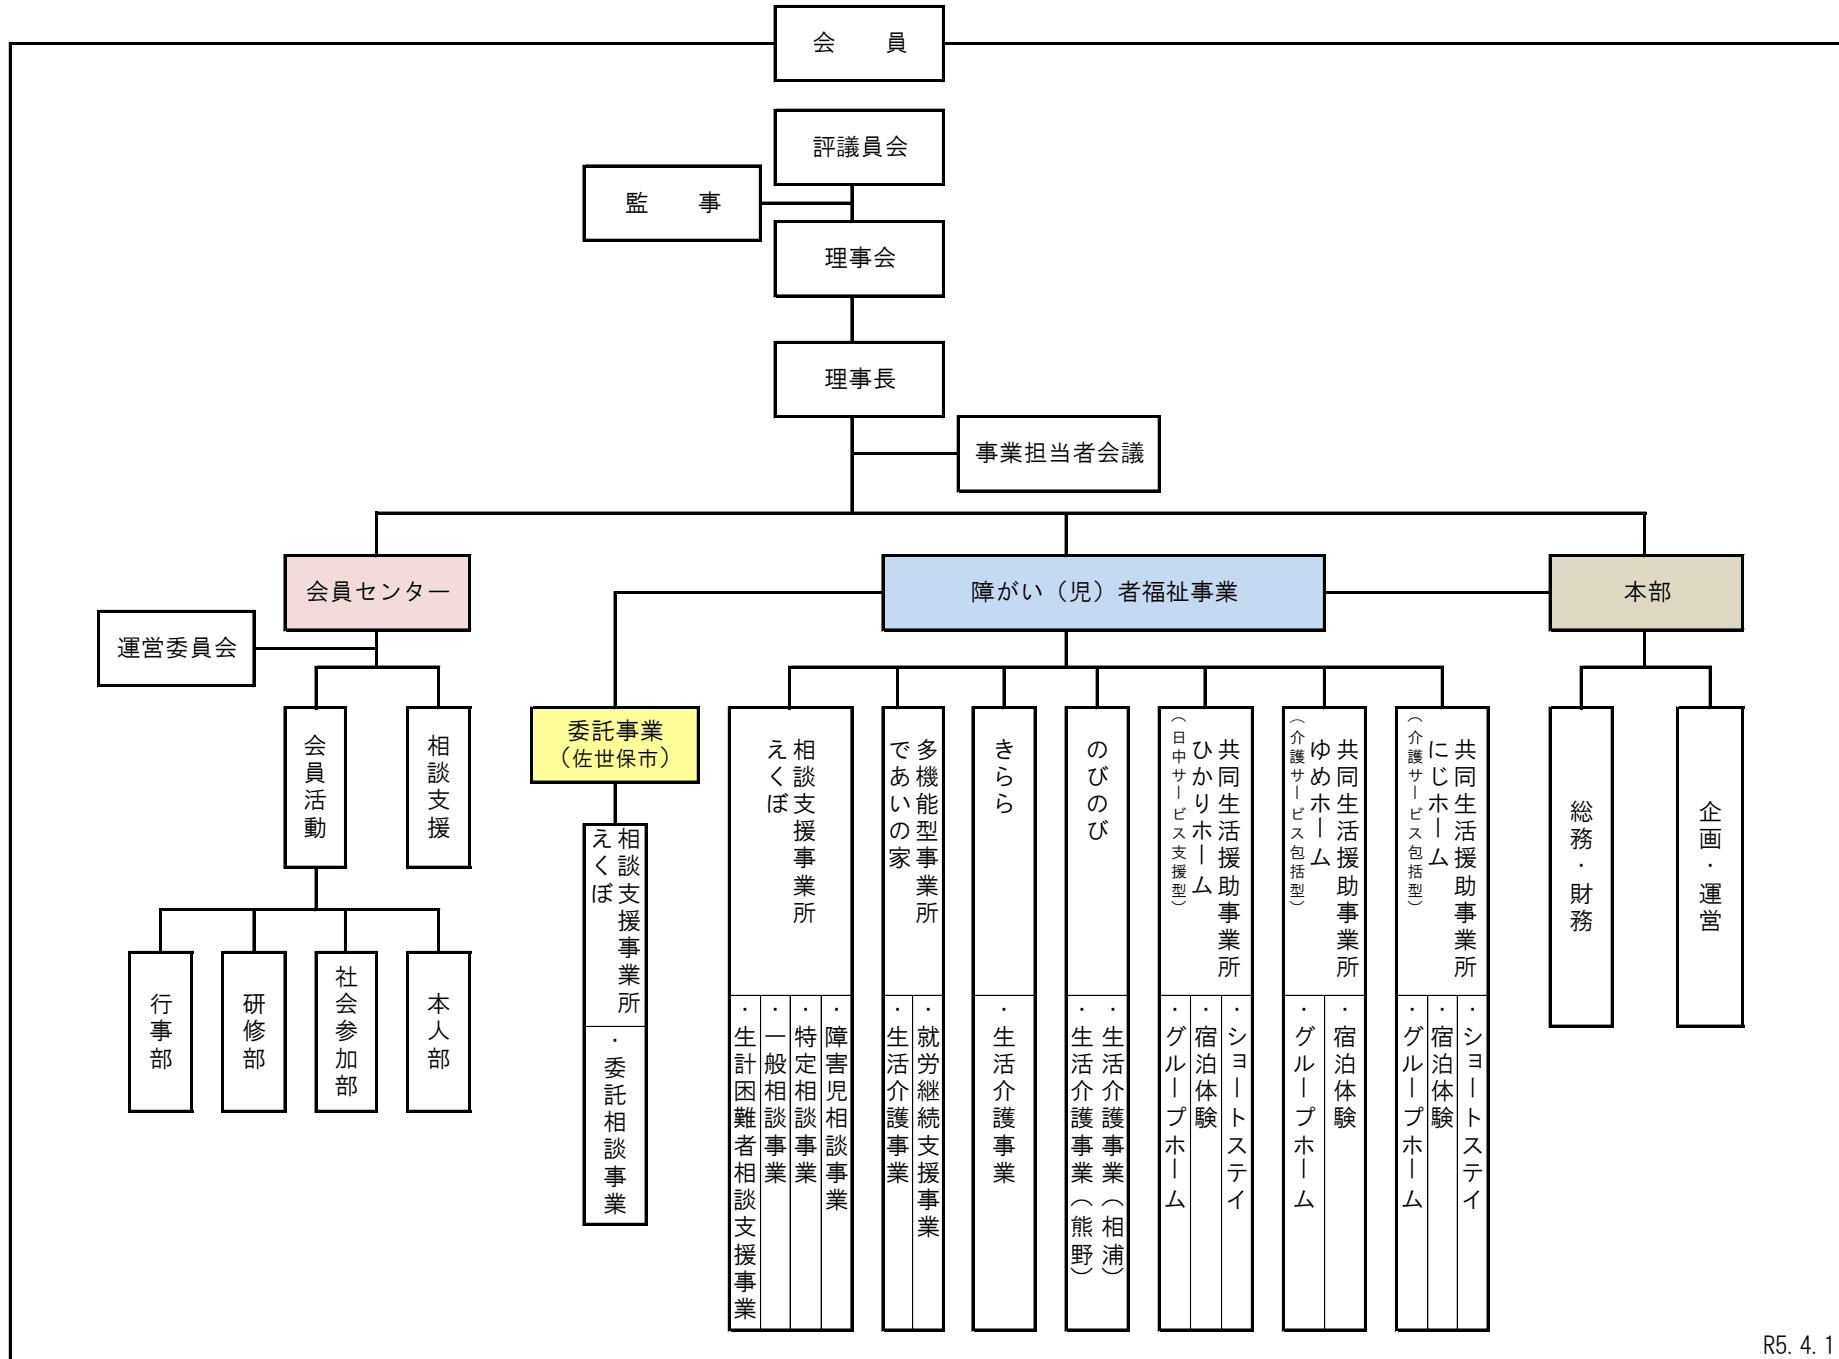 会　員
評議員会
監　事
理事会
理事長
事業担当者会議
会員センター
障がい（児）者福祉事業
本部
運営委員会
会員活動
相談支援
委託事業
（佐世保市）
相談支援事業所
えくぼ
・委託相談事業
相談支援事業所
えくぼ
・障害児相談事業
・特定相談事業
・一般相談事業
・生計困難者相談支援事業
多機能型事業所
であいの家
・就労継続支援事業
・生活介護事業
きらら
・生活介護事業
のびのび
・生活介護事業（相浦）
・生活介護事業（熊野）
共同生活援助事業所
ひかりホーム
（日中サービス支援型）
・ショートステイ
・宿泊体験
・グループホーム
共同生活援助事業所
ゆめホーム
（介護サービス包括型）
・宿泊体験
・グループホーム
共同生活援助事業所
にじホーム
（介護サービス包括型）
・ショートステイ
・宿泊体験
・グループホーム
総務・財務
企画・運営
行事部
研修部
社会参加部
本人部
R5.4.1